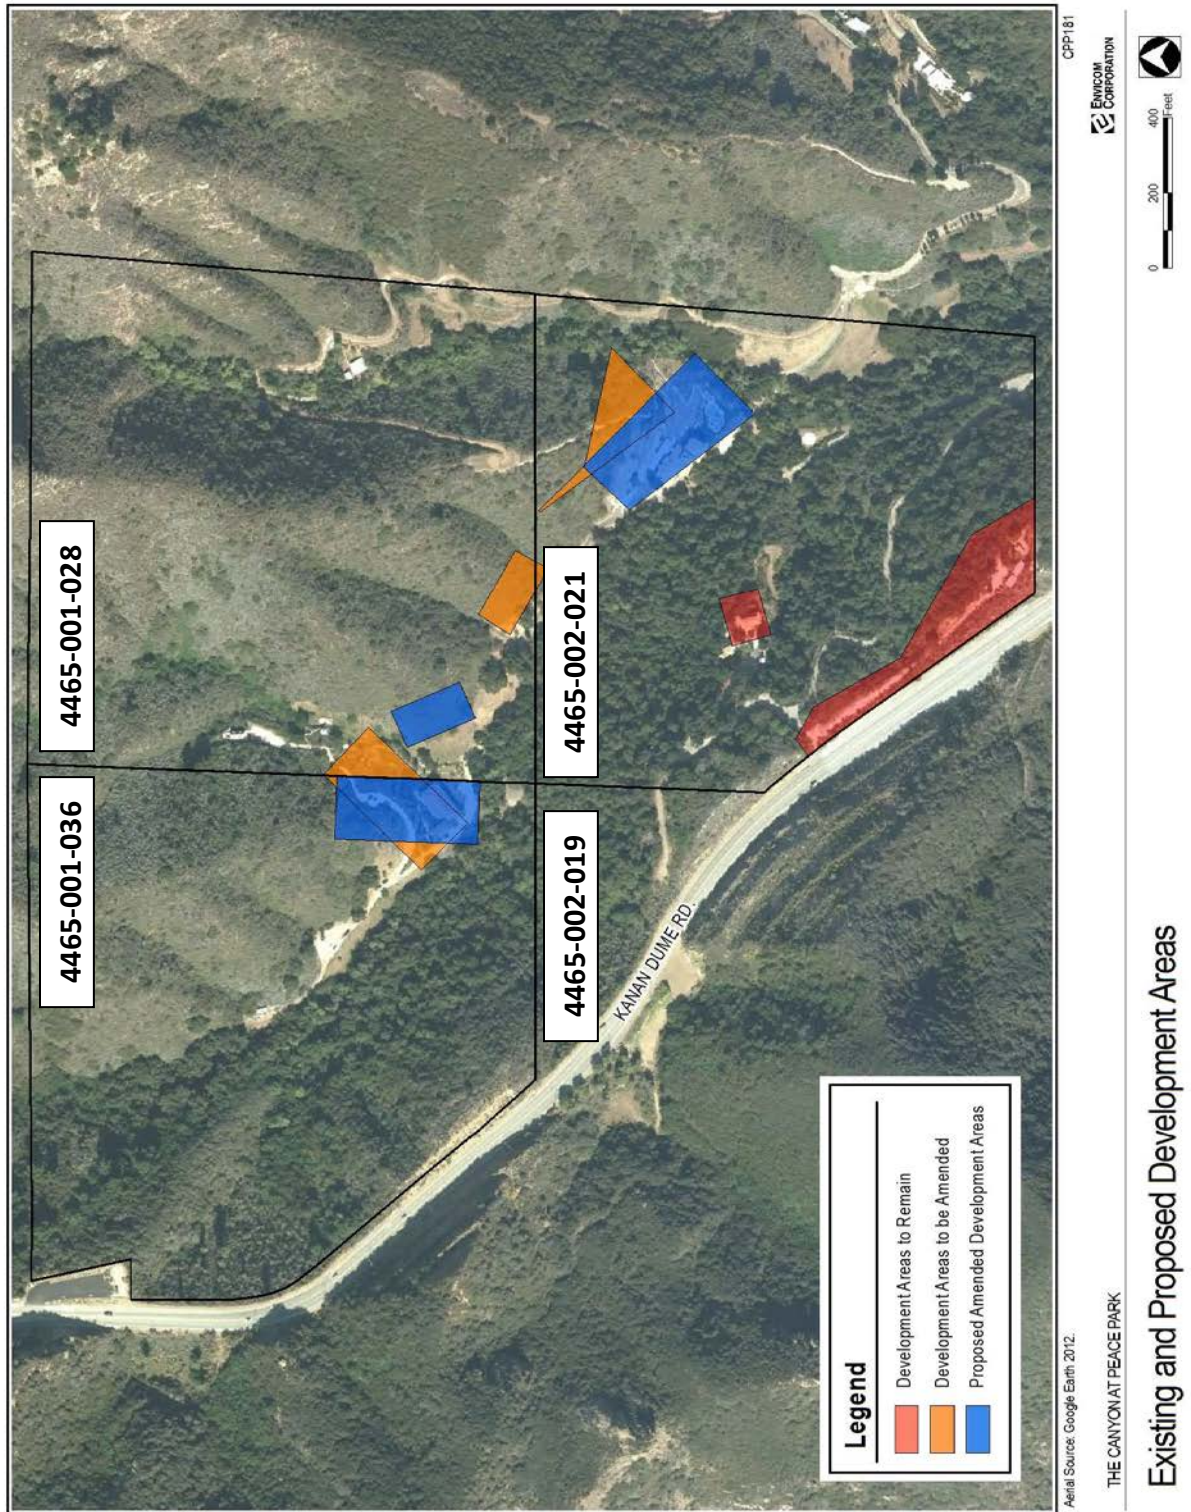 4465-001-036
4465-001-028
4465-002-019
4465-002-021
KANAN DUME RD.
Legend
Development Areas to Remain
Development Areas to be Amended
Proposed Amended Development Areas
Aerial Source: Google Earth 2012.
CPP181
THE CANYON AT PEACE PARK
ENVICOM
CORPORATION
Existing and Proposed Development Areas
0 200 400
Feet